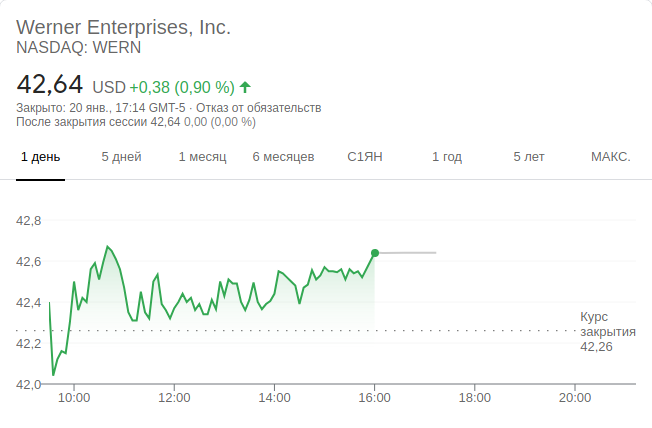 Werner Enterprises, Inc.
NASDAQ: WERN
42,64 USD +0,38 (0,90 %)
Закрыто: 20 янв., 17:14 GMT-5 · Отказ от обязательств
После закрытия сессии 42,64 0,00 (0,00 %)
1 день 5 дней 1 месяц 6 месяцев С1ЯН 1 год 5 лет МАКС.
42,8
42,6
42,4
Курс
закрытия
42,26
42,2
42,0
10:00 12:00 14:00 16:00 18:00 20:00